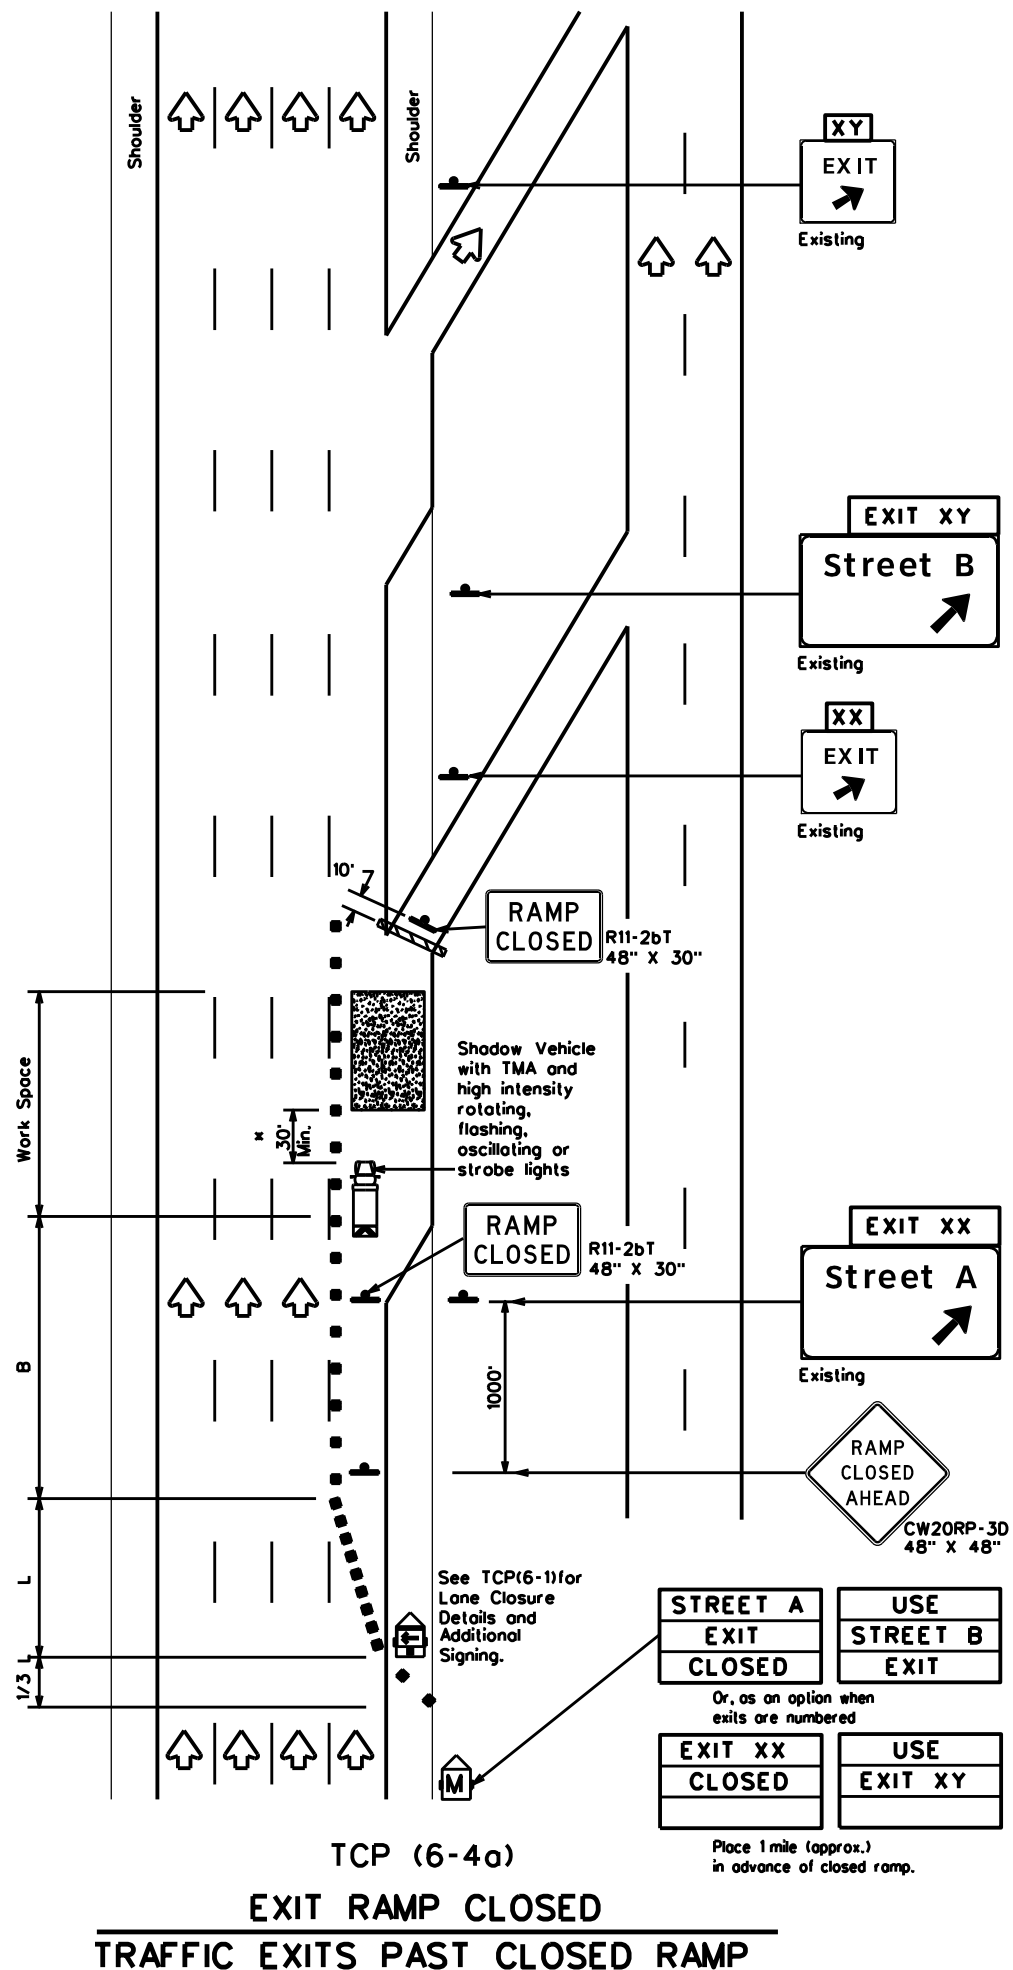 Shoulder
Shoulder
XY
EXIT
Existing
EXIT XY
Street B
Existing
XX
EXIT
Existing
10'
RAMP
CLOSED
R11-2bT
48" X 30"
Work Space
Shadow Vehicle
with TMA and
high intensity
rotating,
flashing,
oscillating or
strobe lights
*
30'
Min.
RAMP
CLOSED
R11-2bT
48" X 30"
EXIT XX
Street A
Existing
B
1000'
RAMP
CLOSED
AHEAD
CW20RP-3D
48" X 48"
L
See TCP(6-1)for
Lane Closure
Details and
Additional
Signing.
1/3 L
STREET A
EXIT
CLOSED
USE
STREET B
EXIT
Or, as an option when
exits are numbered
EXIT XX
CLOSED
USE
EXIT XY
M
Place 1 mile (approx.)
in advance of closed ramp.
TCP (6-4a)
EXIT RAMP CLOSED
TRAFFIC EXITS PAST CLOSED RAMP